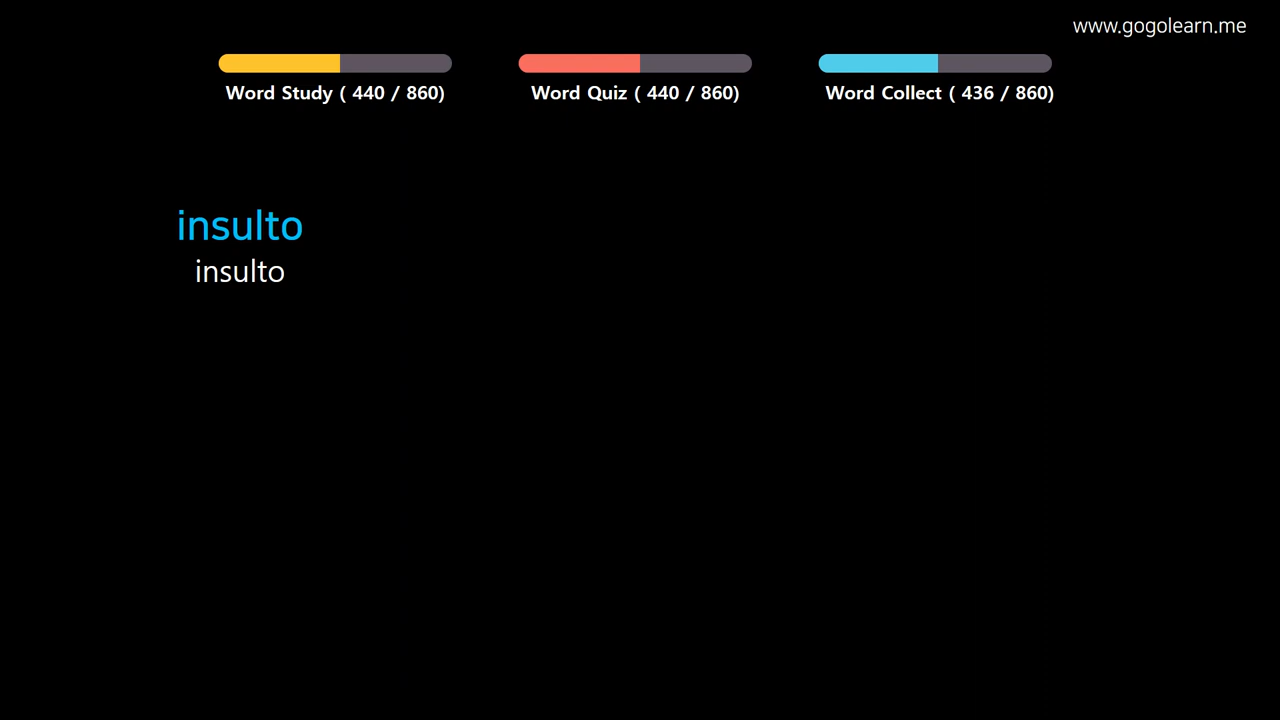 www.gogolearn.me
Word Study ( 440 / 860)
Word Quiz ( 440 / 860)
Word Collect ( 436 / 860)
insulto
insulto